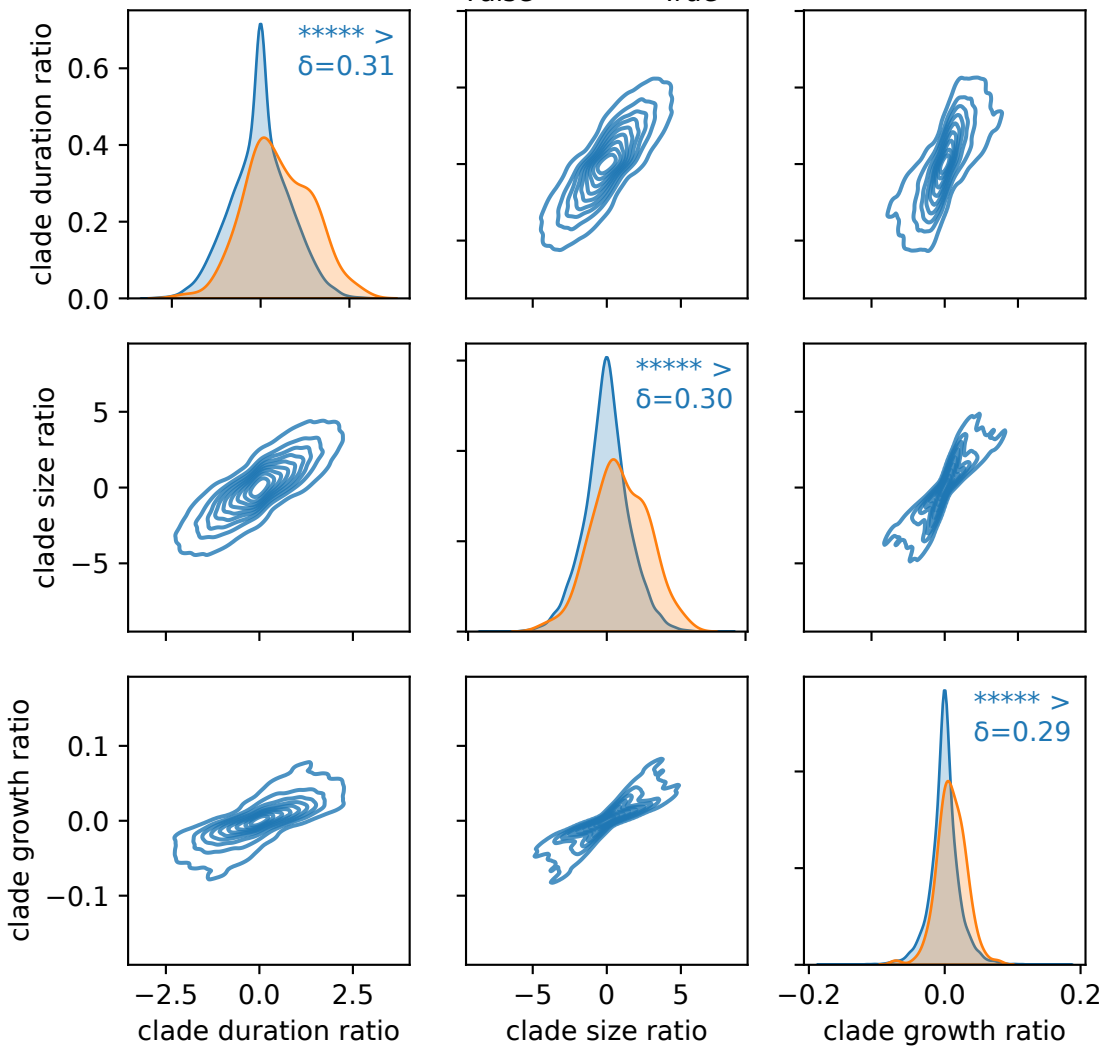 ***** >
δ=0.31
***** >
δ=0.30
***** >
δ=0.29
clade duration ratio
clade size ratio
clade growth ratio
0.6
0.4
0.2
0.0
5
0
−5
0.1
0.0
−0.1
−2.5
0.0
2.5
−5
0
5
−0.2
0.0
0.2
clade duration ratio
clade size ratio
clade growth ratio